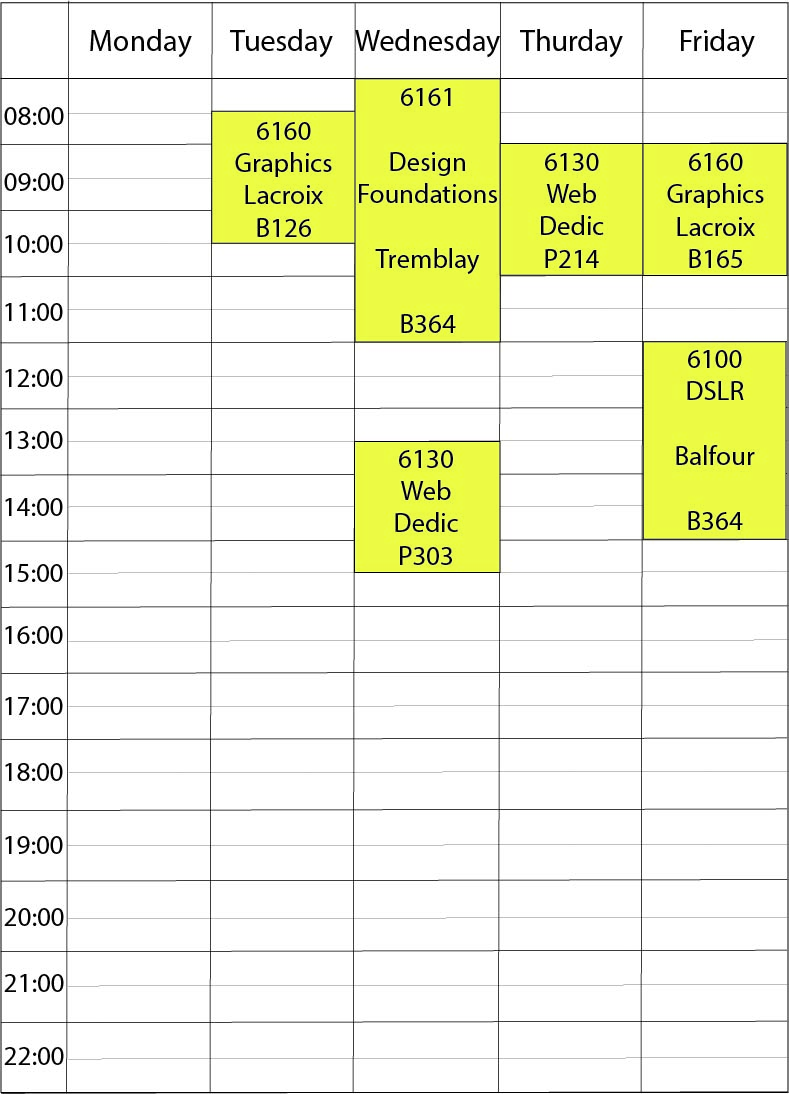 Monday Tuesday Wednesday Thurday Friday
08:00
09:00
10:00
11:00
12:00
13:00
14:00
15:00
16:00
17:00
18:00
19:00
20:00
21:00
22:00
6160
Graphics
Lacroix
B126
6161
Design
Foundations
Tremblay
B364
6130
Web
Dedic
P303
6130
Web
Dedic
P214
6160
Graphics
Lacroix
B165
6100
DSLR
Balfour
B364